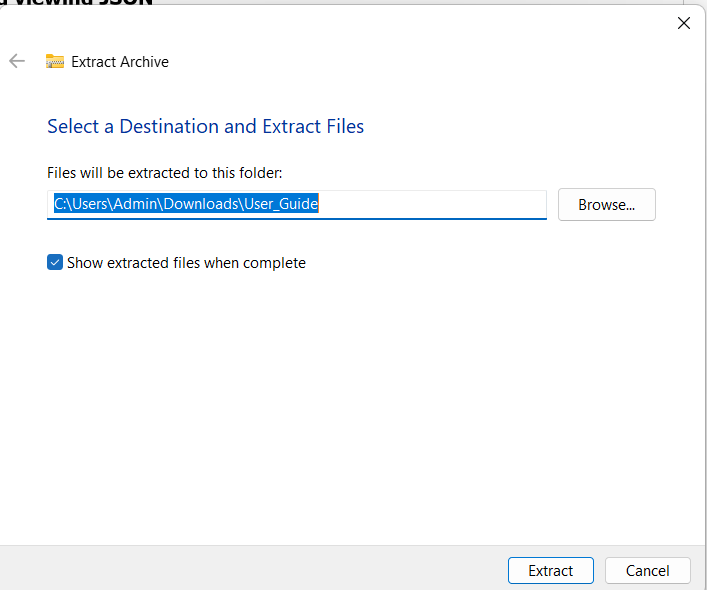 g viewing JSON
Extract Archive
Select a Destination and Extract Files
Files will be extracted to this folder:
C:\Users\Admin\Downloads\User_Guide
Browse...
Show extracted files when complete
Extract
Cancel